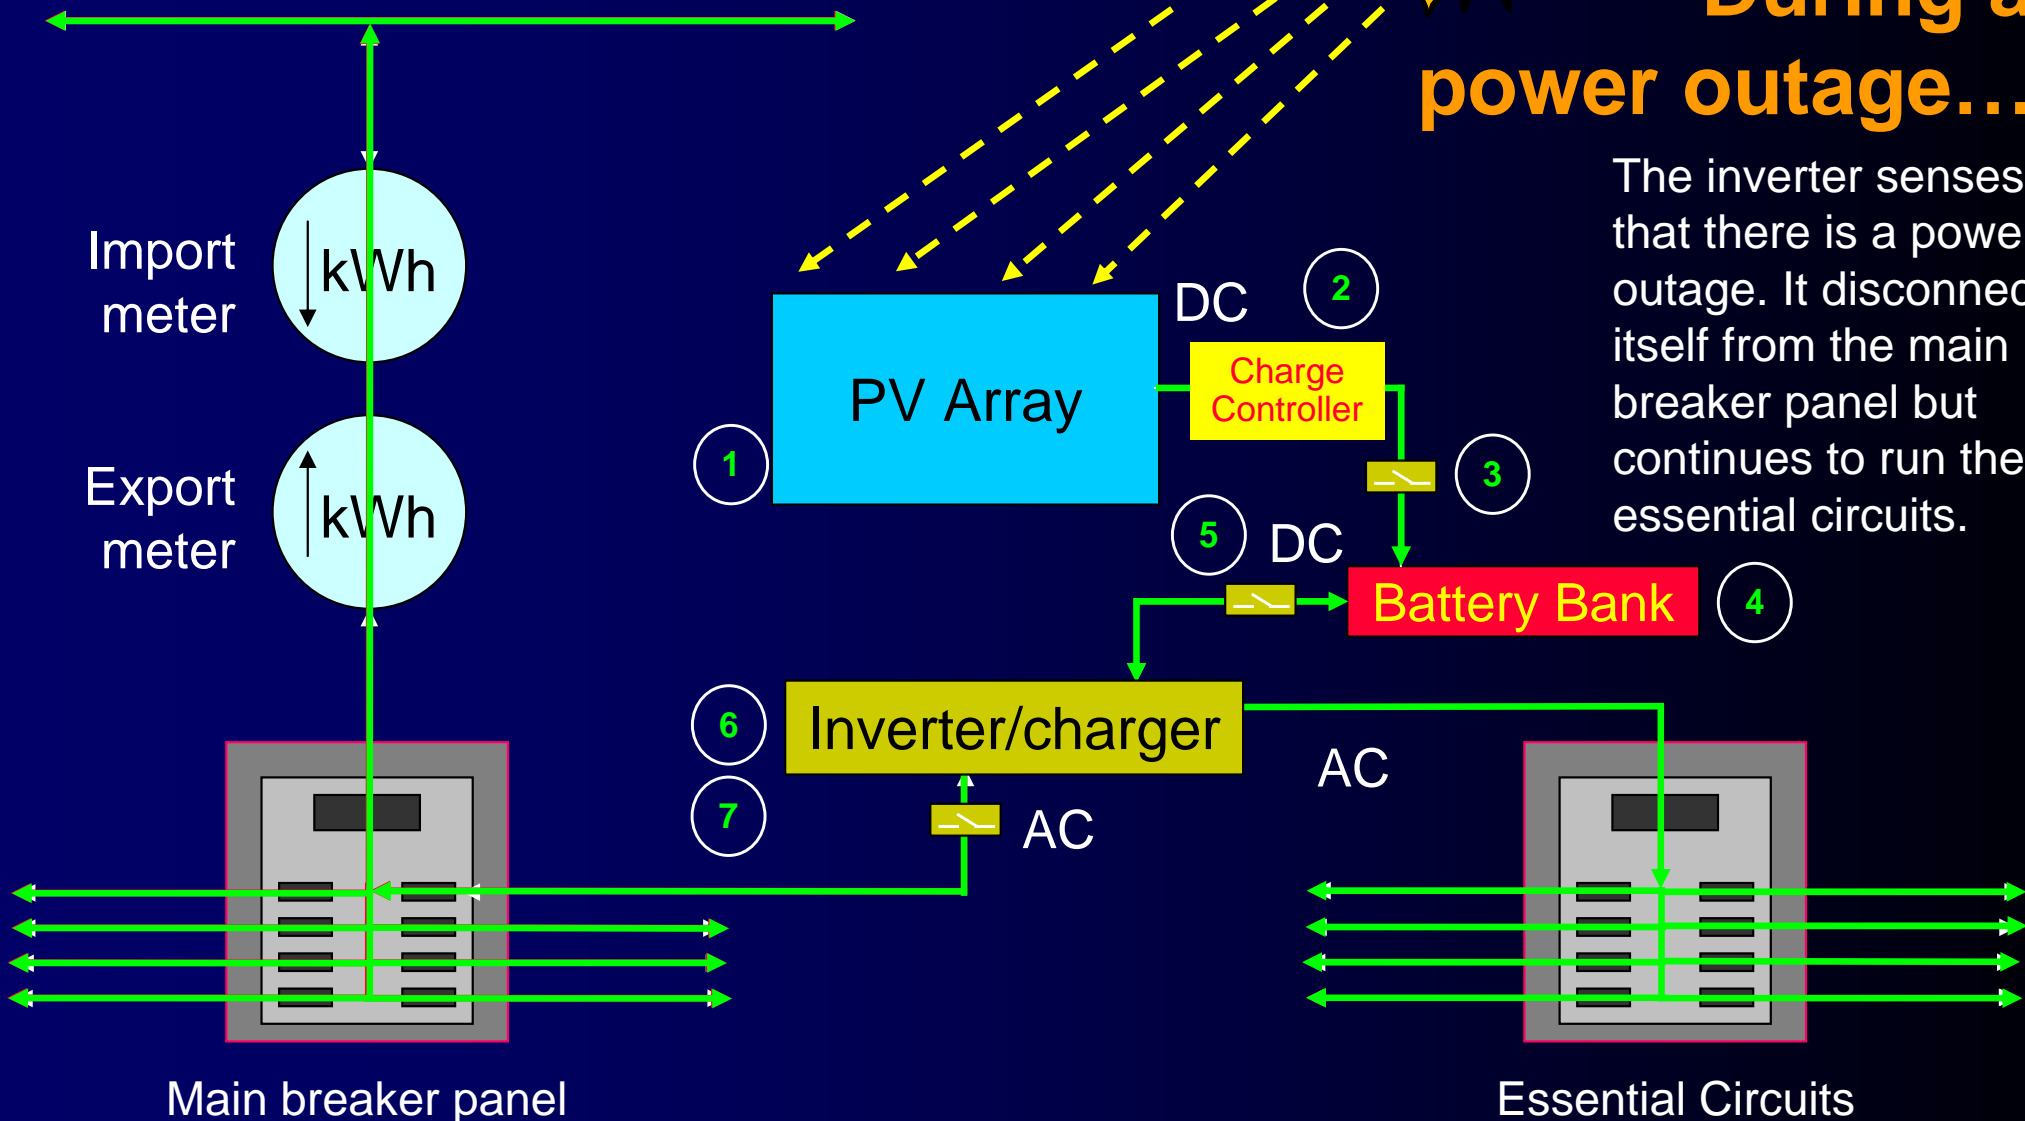 During a
power outage…
The inverter senses
that there is a power
outage. It disconnec
itself from the main
breaker panel but
continues to run the
essential circuits.
Import
meter
kWh
Export
meter
kWh
PV Array
1
DC
2
Charge
Controller
3
5
DC
Battery Bank
4
6
Inverter/charger
7
AC
AC
Main breaker panel
Essential Circuits